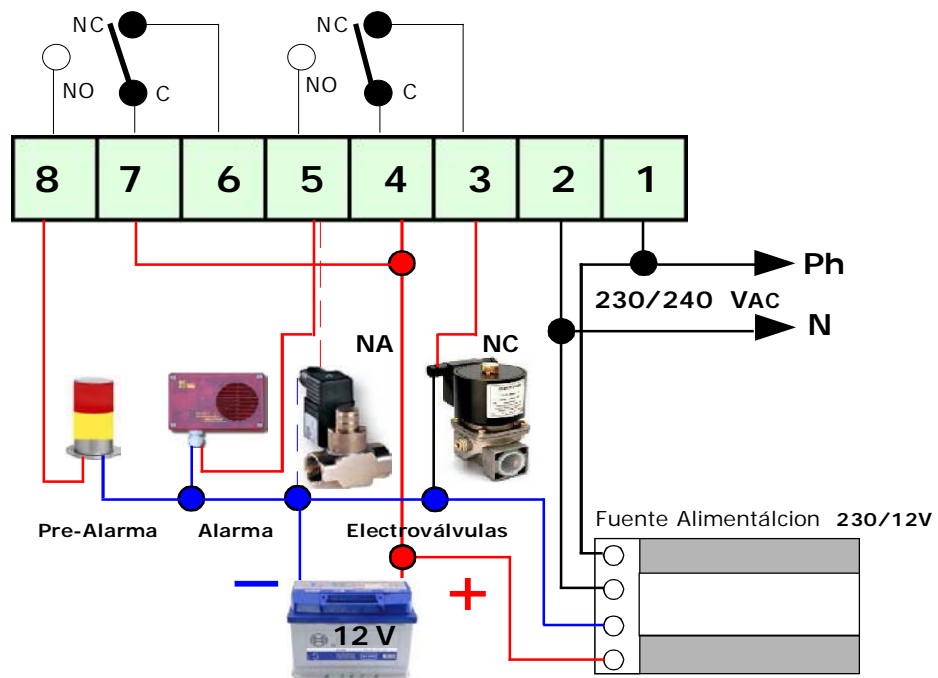 NC NC
NO C NO C
8 7 6 5 4 3 2 1
Ph
230/240 VAC
N
NA NC
Pre-Alarma Alarma Electroválvulas
Fuente Alimentálcion 230/12V
− +
12 V